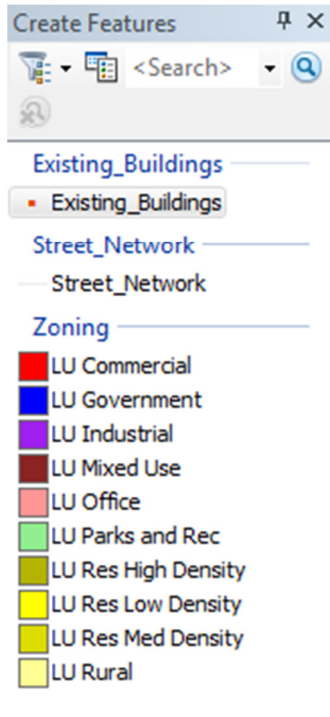 Create Features
<Search>
Existing_Buildings
Existing_Buildings
Street_Network
Street_Network
Zoning
LU Commercial
LU Government
LU Industrial
LU Mixed Use
LU Office
LU Parks and Rec
LU Res High Density
LU Res Low Density
LU Res Med Density
LU Rural